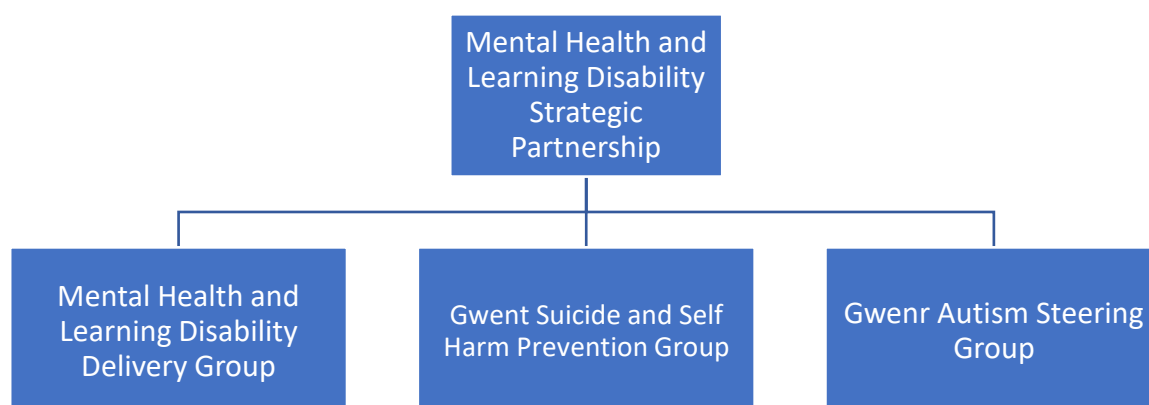 Mental Health and
Learning Disability
Strategic
Partnership
Mental Health and
Learning Disability
Delivery Group
Gwent Suicide and Self
Harm Prevention Group
Gwenr Autism Steering
Group